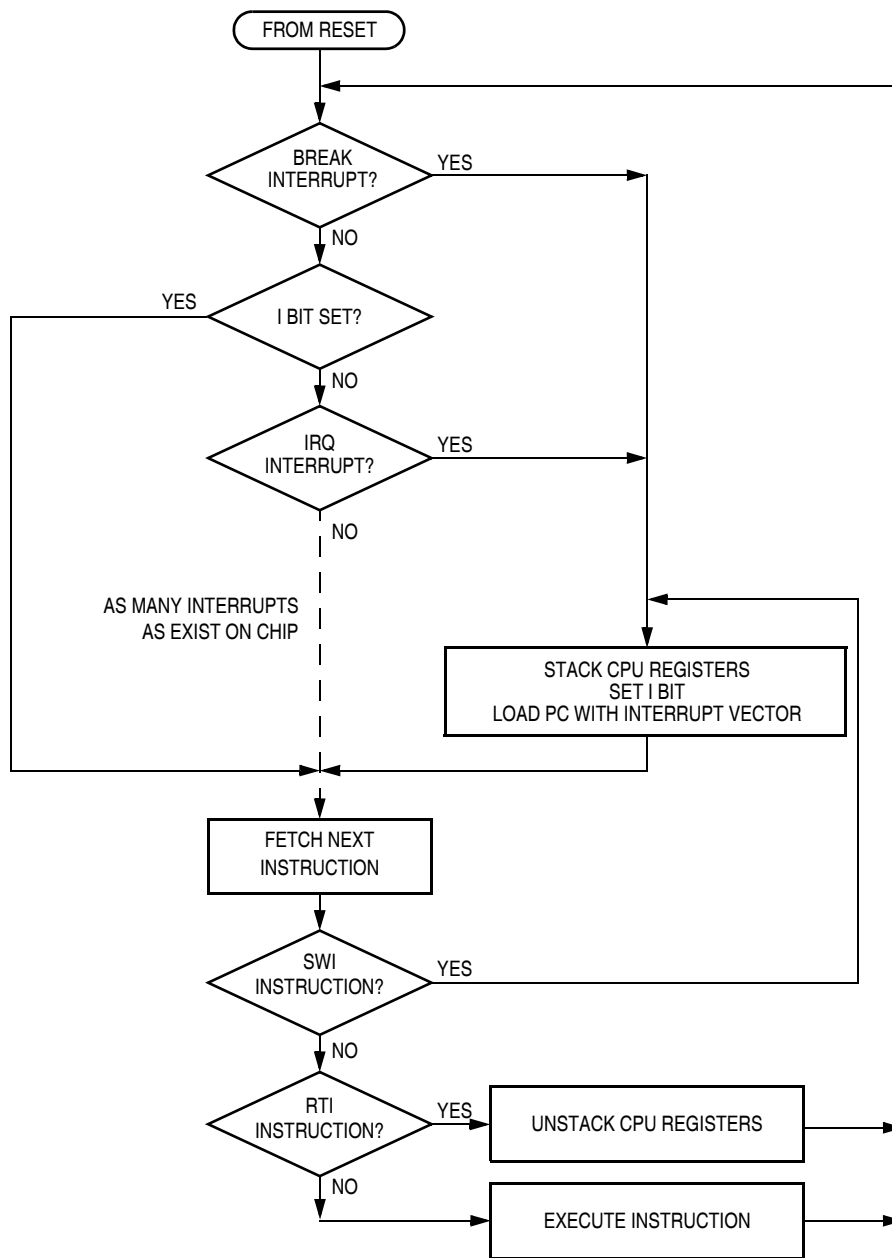 FROM RESET
BREAK
INTERRUPT?
YES
NO
YES
I BIT SET?
NO
IRQ
INTERRUPT?
YES
NO
AS MANY INTERRUPTS
AS EXIST ON CHIP
STACK CPU REGISTERS
SET I BIT
LOAD PC WITH INTERRUPT VECTOR
FETCH NEXT
INSTRUCTION
SWI
INSTRUCTION?
YES
NO
RTI
INSTRUCTION?
YES
UNSTACK CPU REGISTERS
NO
EXECUTE INSTRUCTION